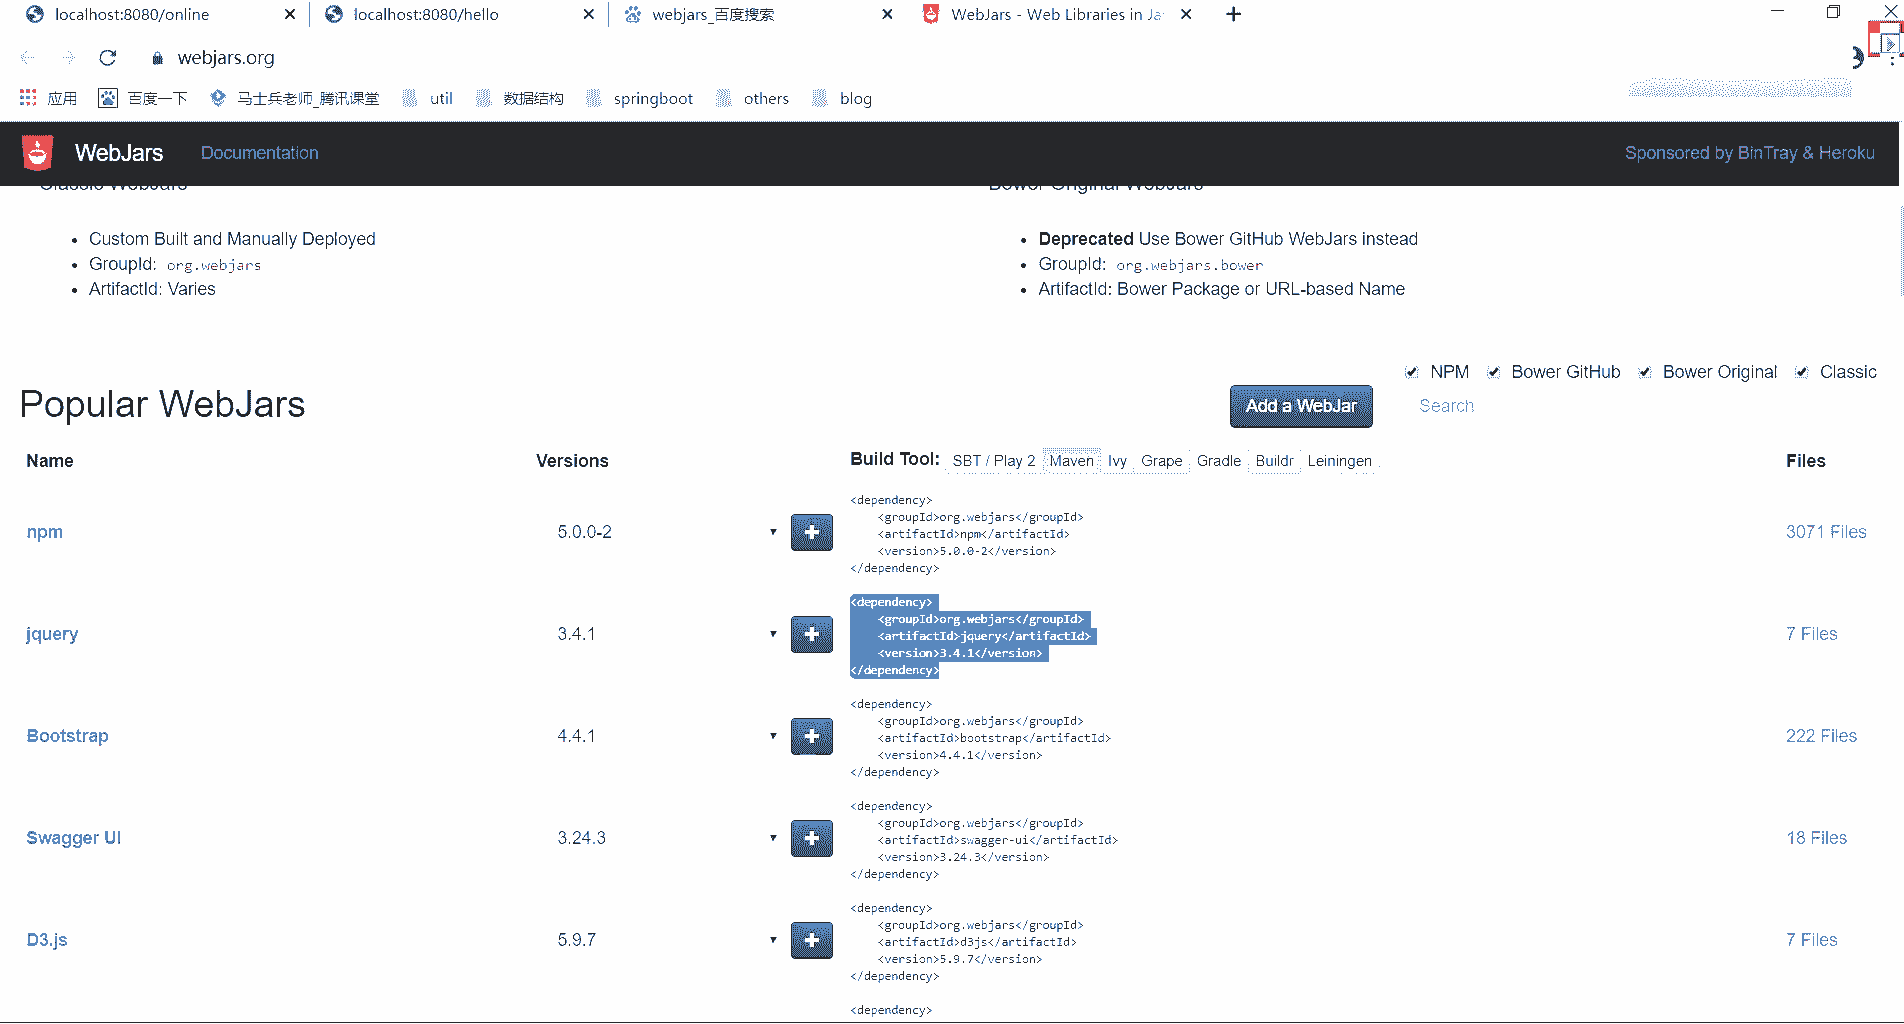 localhost:8080/online
localhost:8080/hello
webjars_百度搜索
WebJars - Web Libraries in Ja
webjars.org
应用 百度一下 马士兵老师_腾讯课堂 util 数据结构 springboot others blog
WebJars Documentation Sponsored by BinTray & Heroku
Classic WebJars
Custom Built and Manually Deployed
GroupId: org.webjars
ArtifactId: Varies
Bower Original WebJars
Deprecated Use Bower GitHub WebJars instead
GroupId: org.webjars.bower
ArtifactId: Bower Package or URL-based Name
NPM Bower GitHub Bower Original Classic
Popular WebJars
Add a WebJar
Search
Name Versions Build Tool: SBT / Play 2 Maven Ivy Grape Gradle Buildr Leiningen Files
npm 5.0.0-2
<dependency>
<groupId>org.webjars</groupId>
<artifactId>npm</artifactId>
<version>5.0.0-2</version>
</dependency>
3071 Files
jquery 3.4.1
<dependency>
<groupId>org.webjars</groupId>
<artifactId>jquery</artifactId>
<version>3.4.1</version>
</dependency>
7 Files
Bootstrap 4.4.1
<dependency>
<groupId>org.webjars</groupId>
<artifactId>bootstrap</artifactId>
<version>4.4.1</version>
</dependency>
222 Files
Swagger UI 3.24.3
<dependency>
<groupId>org.webjars</groupId>
<artifactId>swagger-ui</artifactId>
<version>3.24.3</version>
</dependency>
18 Files
D3.js 5.9.7
<dependency>
<groupId>org.webjars</groupId>
<artifactId>d3js</artifactId>
<version>5.9.7</version>
</dependency>
7 Files
<dependency>